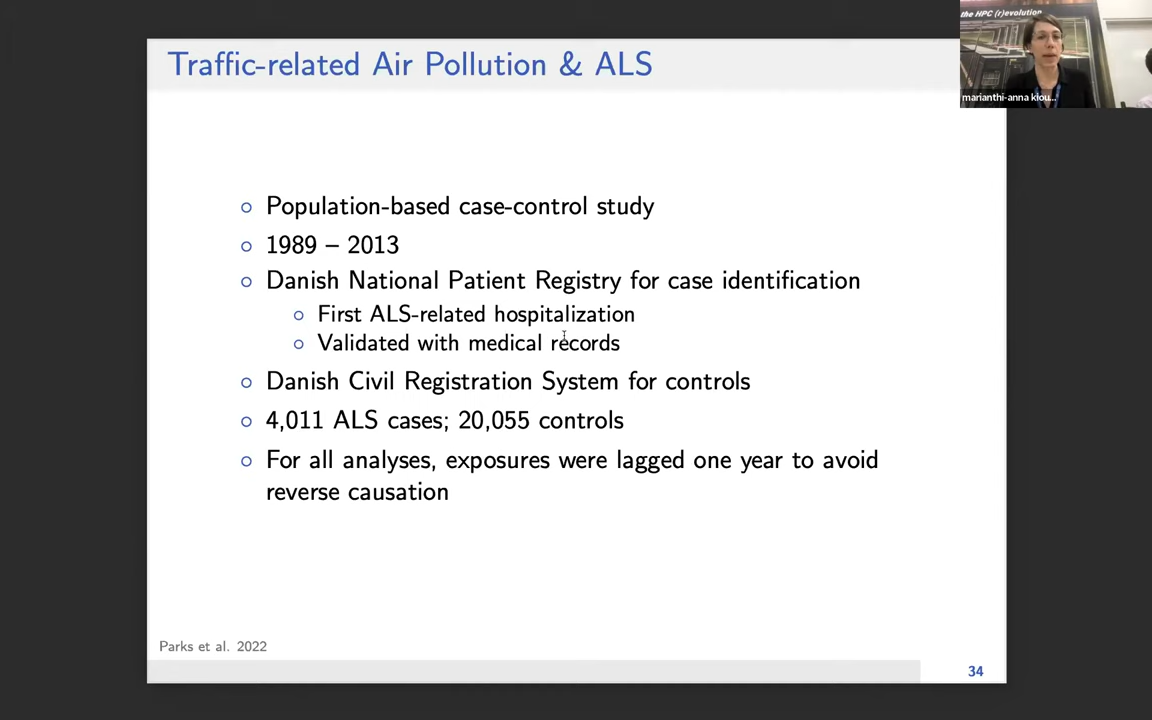 Traffic-related Air Pollution & ALS
the HPC (r)evolution
marianthi-anna kiou...
○ Population-based case-control study
○ 1989 – 2013
○ Danish National Patient Registry for case identification
○ First ALS-related hospitalization
○ Validated with medical records
○ Danish Civil Registration System for controls
○ 4,011 ALS cases; 20,055 controls
○ For all analyses, exposures were lagged one year to avoid
reverse causation
Parks et al. 2022
34